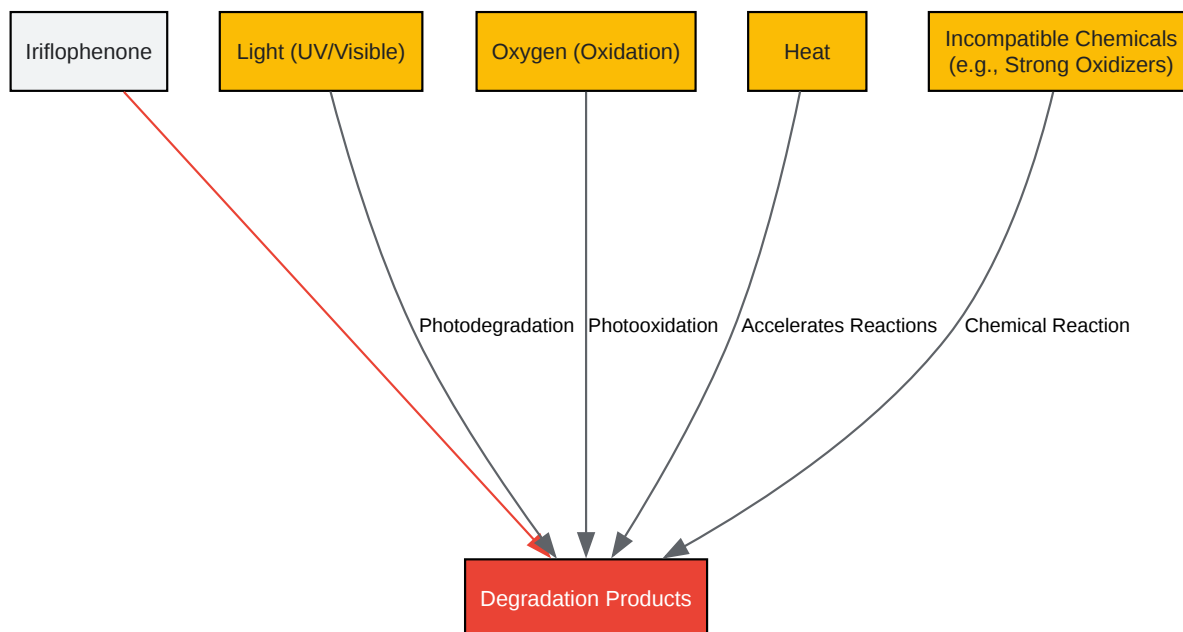 Iriflophenone
Light (UV/Visible)
Oxygen (Oxidation)
Heat
Incompatible Chemicals
(e.g., Strong Oxidizers)
Photodegradation
Photooxidation
Accelerates Reactions
Chemical Reaction
Degradation Products